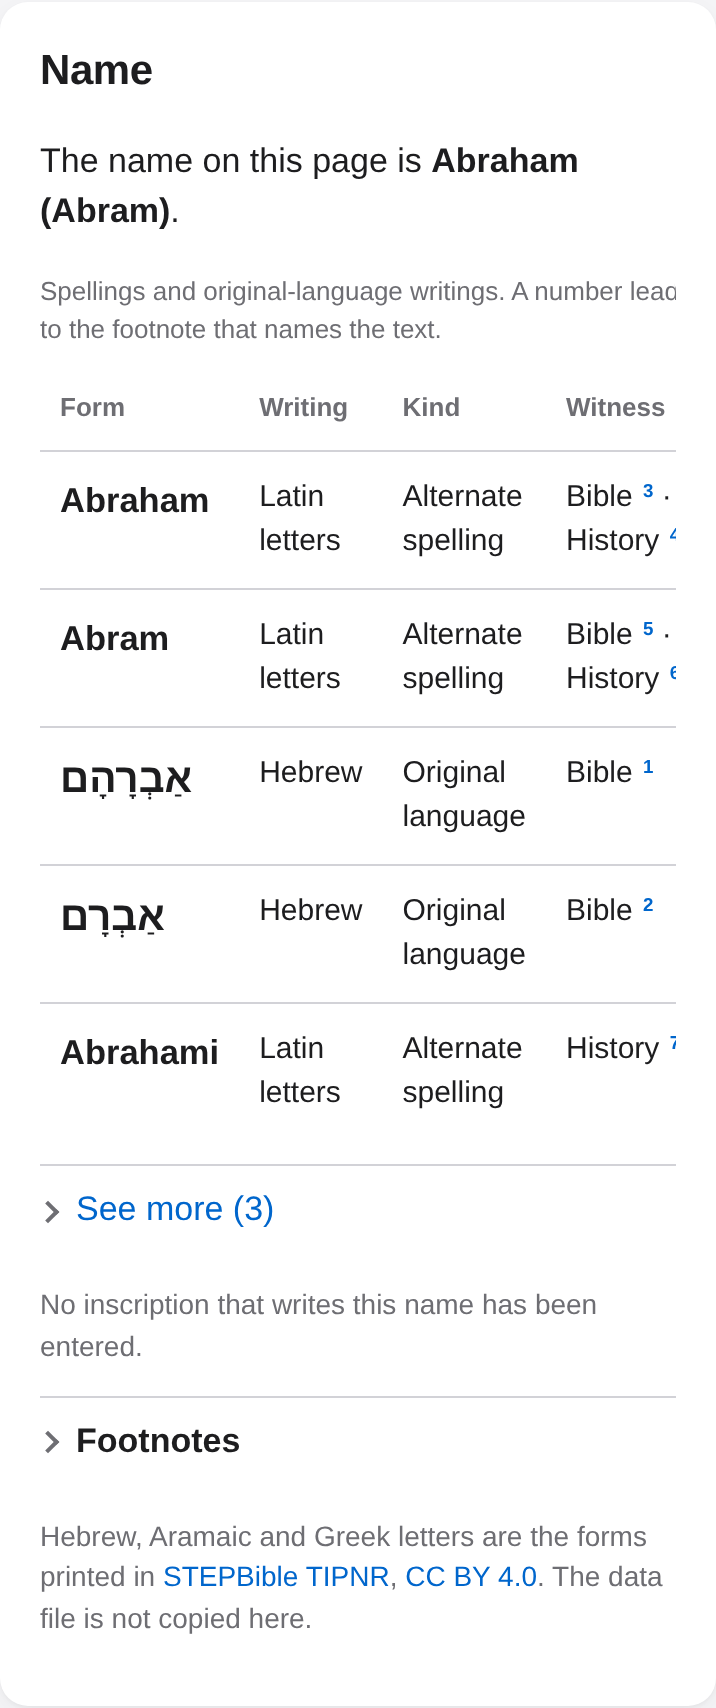 Name
The name on this page is Abraham
(Abram).
Spellings and original-language writings. A number
to the footnote that names the text.
Form Writing Kind Witness
Abraham Latin letters Alternate spelling Bible 3 · History 4
Abram Latin letters Alternate spelling Bible 5 · History 6
אַבְרָהָם Hebrew Original language Bible 1
אַבְרָם Hebrew Original language Bible 2
Abrahami Latin letters Alternate spelling History 7
See more (3)
No inscription that writes this name has been
entered.
Footnotes
Hebrew, Aramaic and Greek letters are the forms
printed in STEPBible TIPNR, CC BY 4.0. The data
file is not copied here.